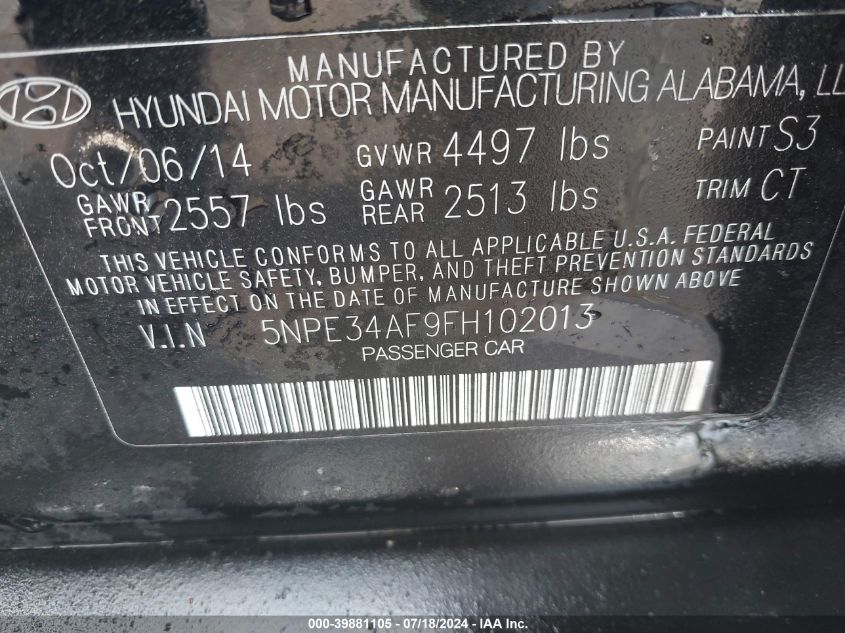 MANUFACTURED BY
HYUNDAI MOTOR MANUFACTURING ALABAMA, LL
Oct/06/14 GVWR 4497 lbs PAINT S3
GAWR FRONT 2557 lbs GAWR REAR 2513 lbs TRIM CT
THIS VEHICLE CONFORMS TO ALL APPLICABLE U.S.A. FEDERAL
MOTOR VEHICLE SAFETY, BUMPER, AND THEFT PREVENTION STANDARDS
IN EFFECT ON THE DATE OF MANUFACTURE SHOWN ABOVE
V.I.N 5NPE34AF9FH102013
PASSENGER CAR
000-39881105 - 07/18/2024 - IAA Inc.